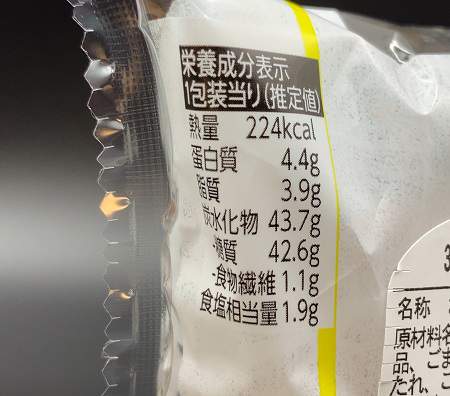 栄養成分表示
1包装当り(推定値)
熱量 224kcal
蛋白質 4.4g
脂質 3.9g
炭水化物 43.7g
-糖質 42.6g
-食物繊維 1.1g
食塩相当量 1.9g
3
名称
原材料名
品、ごま
たれ、